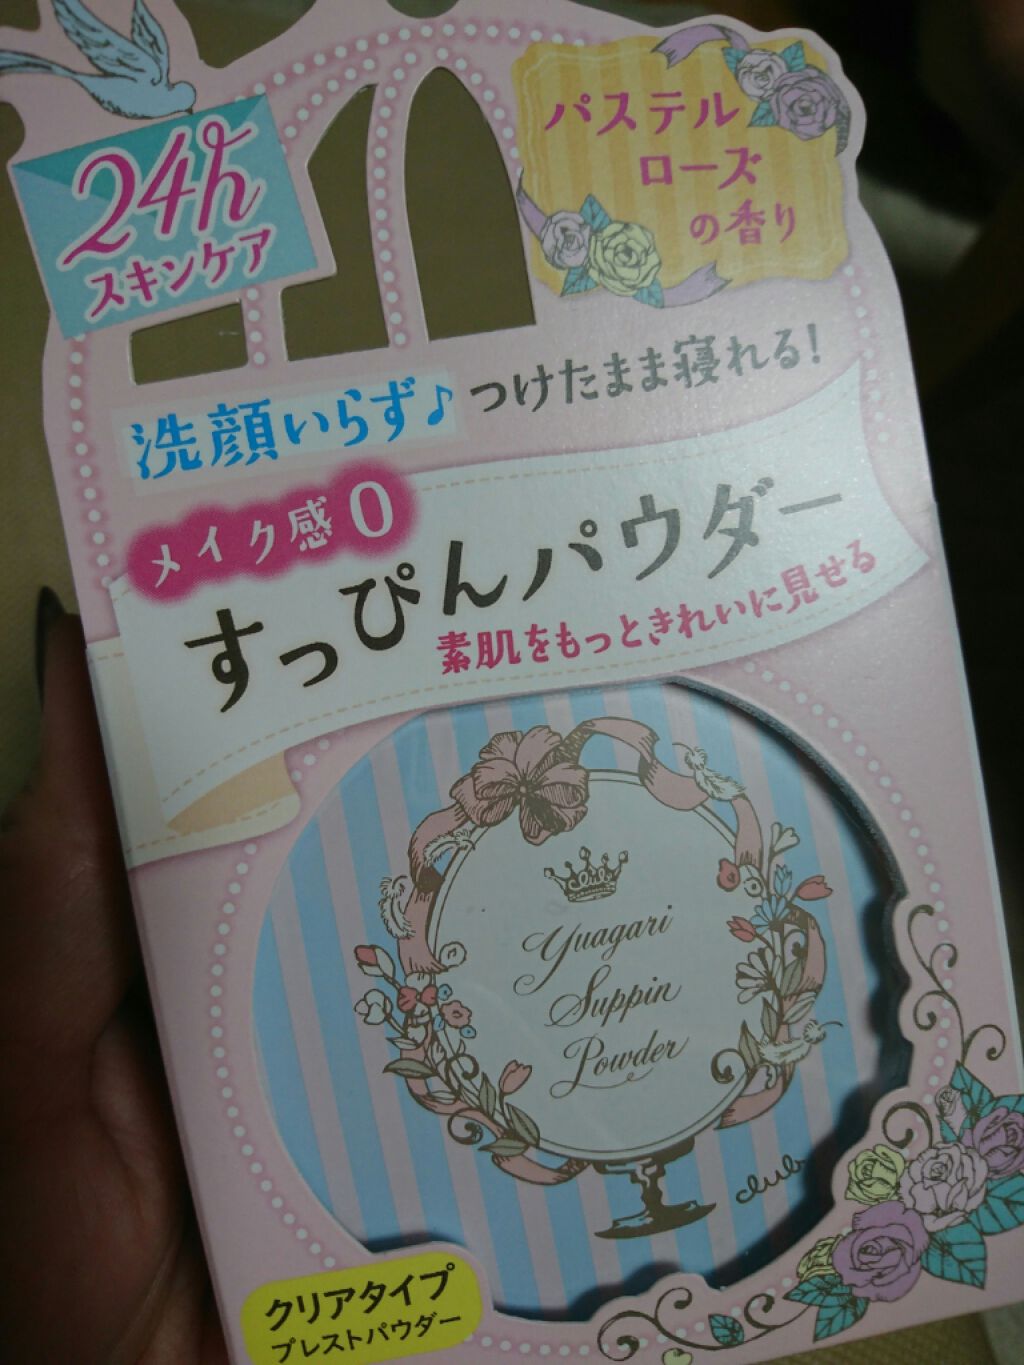 24h
スキンケア
パステル
ローズ
の香り
洗顔いらず♪ つけたまま寝れる!
メイク感0
すっぴんパウダー
素肌をもっときれいに見せる
club
Yuagari
Suppin
Powder
club
クリアタイプ
プレストパウダー